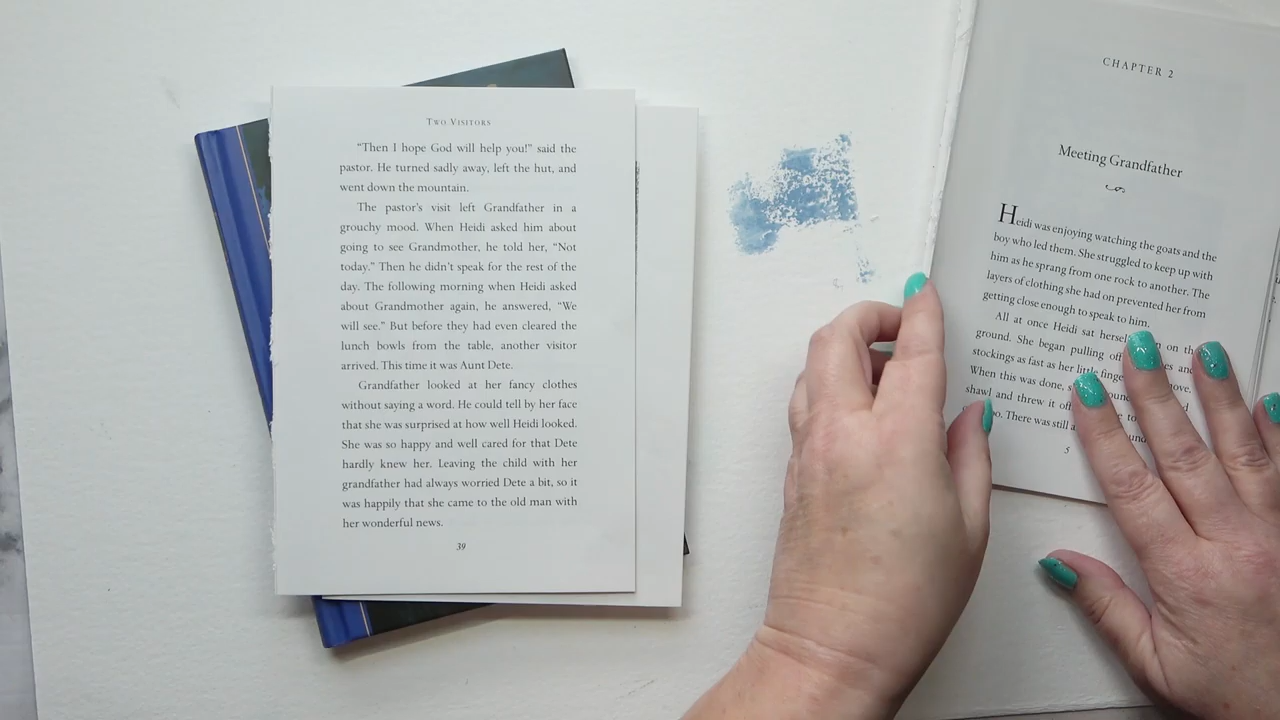 Two Visitors
“Then I hope God will help you!” said the
pastor. He turned sadly away, left the hut, and
went down the mountain.
The pastor’s visit left Grandfather in a
grouchy mood. When Heidi asked him about
going to see Grandmother, he told her, “Not
today.” Then he didn’t speak for the rest of the
day. The following morning when Heidi asked
about Grandmother again, he answered, “We
will see.” But before they had even cleared the
lunch bowls from the table, another visitor
arrived. This time it was Aunt Dete.
Grandfather looked at her fancy clothes
without saying a word. He could tell by her face
that she was surprised at how well Heidi looked.
She was so happy and well cared for that Dete
hardly knew her. Leaving the child with her
grandfather had always worried Dete a bit, so it
was happily that she came to the old man with
her wonderful news.
39
CHAPTER 2
Meeting Grandfather
Heidi was enjoying watching the goats and the
boy who led them. She struggled to keep up with
him as he sprang from one rock to another. The
layers of clothing she had on prevented her from
getting close enough to speak to him.
All at once Heidi sat on the
ground. She began pulling and
stockings as fast as her little
When this was done,
shawl and threw it to
There was still
5